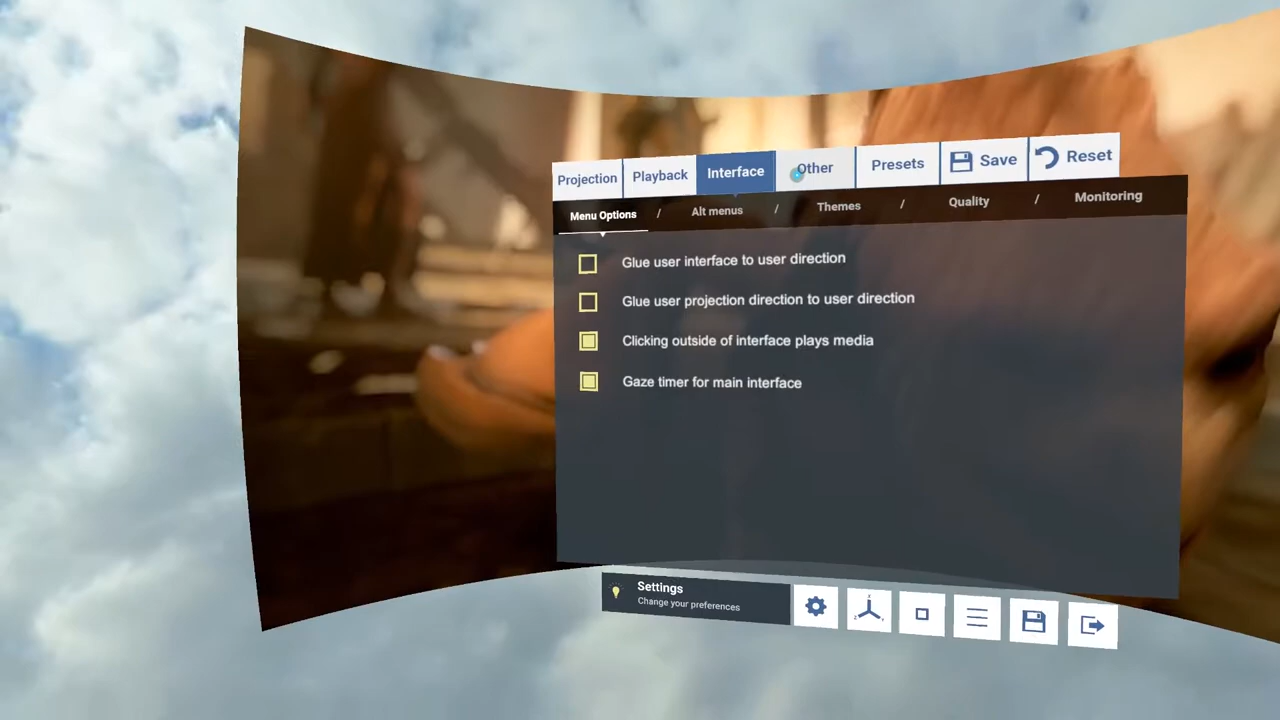 Projection Playback Interface Other Presets Save Reset
Menu Options / Alt menus / Themes / Quality / Monitoring
Glue user interface to user direction
Glue user projection direction to user direction
Clicking outside of interface plays media
Gaze timer for main interface
Settings
Change your preferences